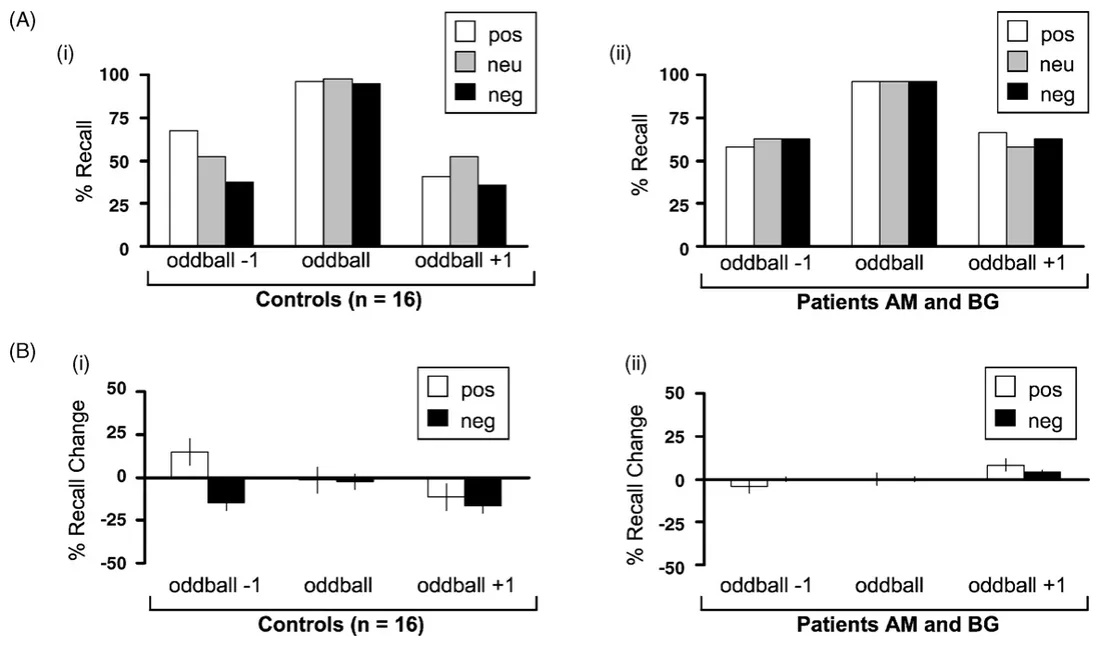 (A)
(i)
pos
neu
neg
% Recall
100
75
50
25
0
oddball -1 oddball oddball +1
Controls (n = 16)
(ii)
pos
neu
neg
% Recall
100
75
50
25
0
oddball -1 oddball oddball +1
Patients AM and BG
(B)
(i)
pos
neg
% Recall Change
50
25
0
-25
-50
oddball -1 oddball oddball +1
Controls (n = 16)
(ii)
pos
neg
% Recall Change
50
25
0
-25
-50
oddball -1 oddball oddball +1
Patients AM and BG